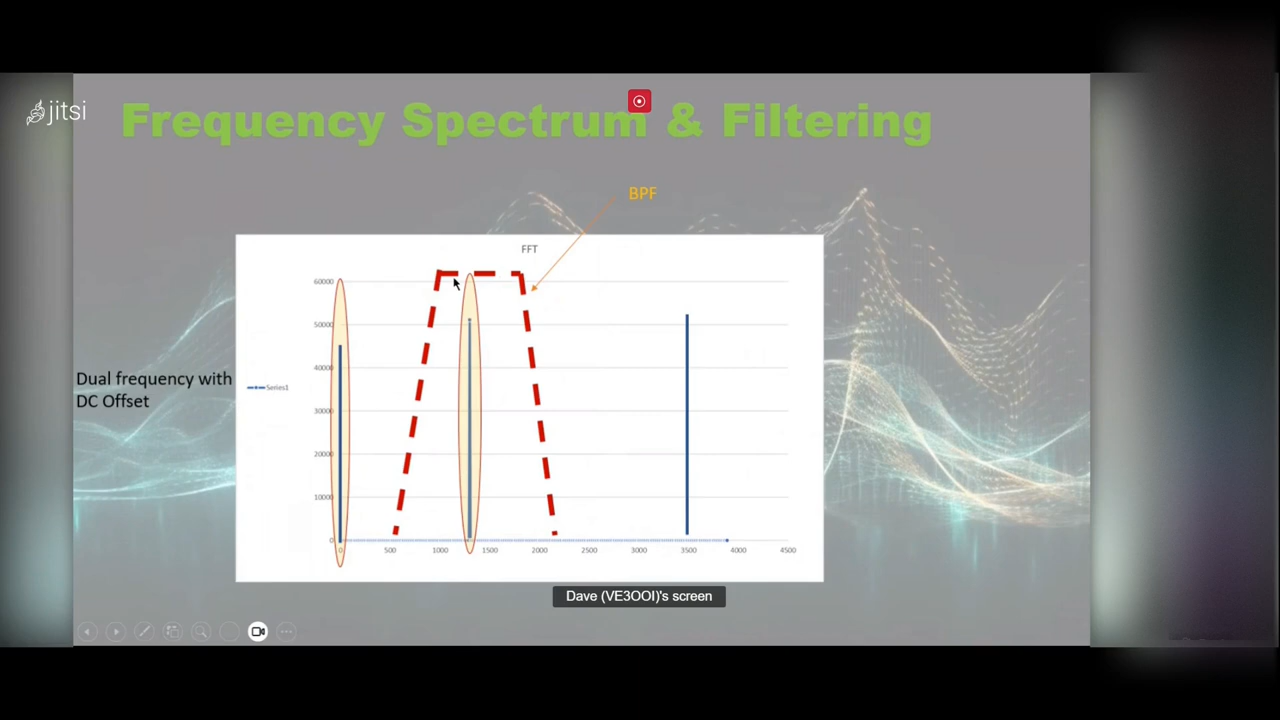 jitsi
Frequency Spectrum & Filtering
BPF
FFT
60000
50000
40000
30000
20000
10000
0
Series1
0 500 1000 1500 2000 2500 3000 3500 4000 4500
Dual frequency with
DC Offset
Dave (VE3OOI)'s screen